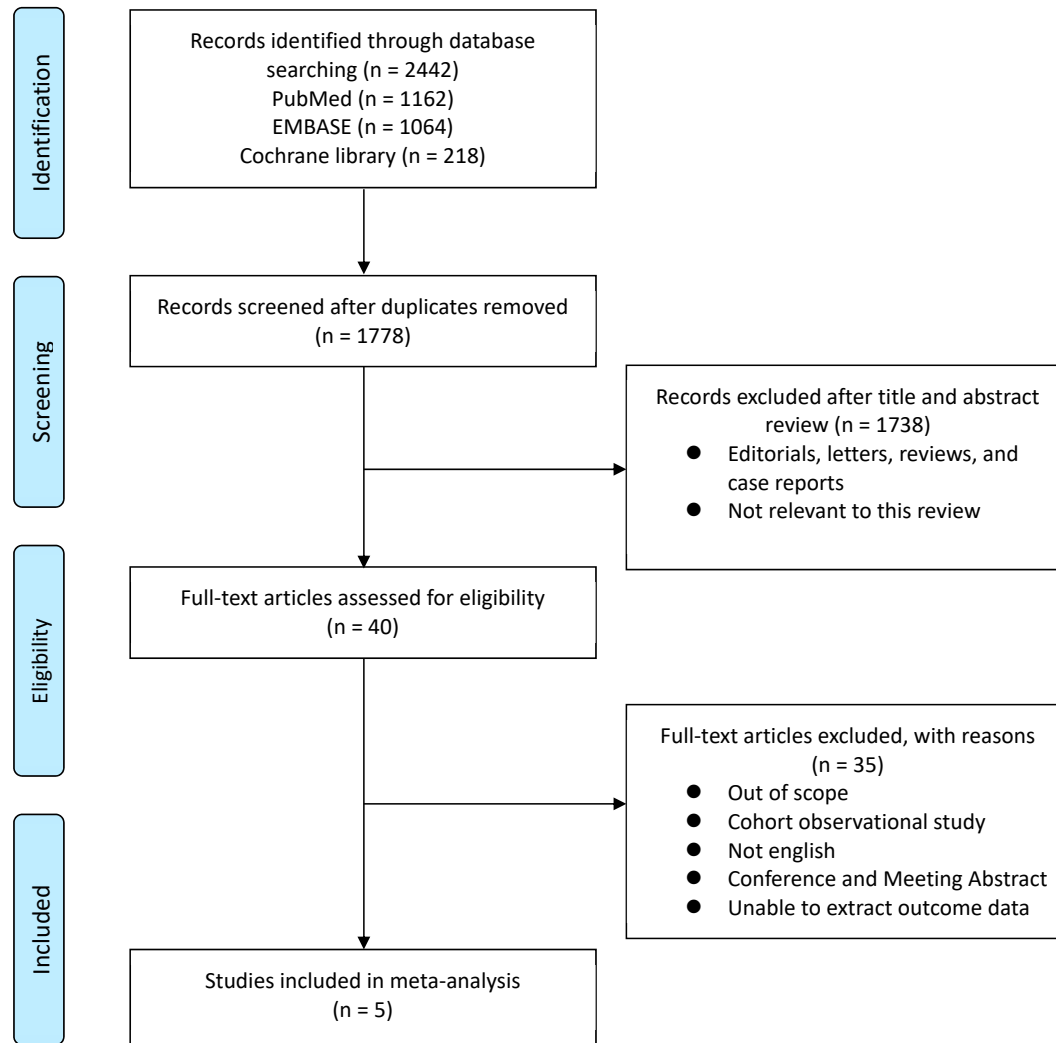 Identification
Records identified through database
searching (n = 2442)
PubMed (n = 1162)
EMBASE (n = 1064)
Cochrane library (n = 218)
Screening
Records screened after duplicates removed
(n = 1778)
Records excluded after title and abstract
review (n = 1738)
● Editorials, letters, reviews, and
case reports
● Not relevant to this review
Eligibility
Full-text articles assessed for eligibility
(n = 40)
Full-text articles excluded, with reasons
(n = 35)
● Out of scope
● Cohort observational study
● Not english
● Conference and Meeting Abstract
● Unable to extract outcome data
Included
Studies included in meta-analysis
(n = 5)